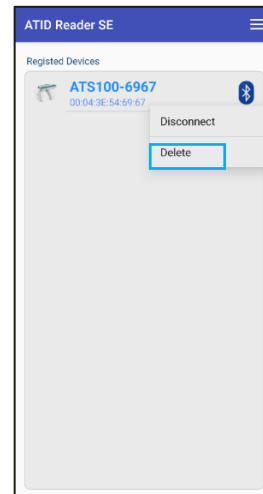 ATID Reader SE
Registed Devices
ATS100-6967
00:04:3E:54:69:67
Disconnect
Delete